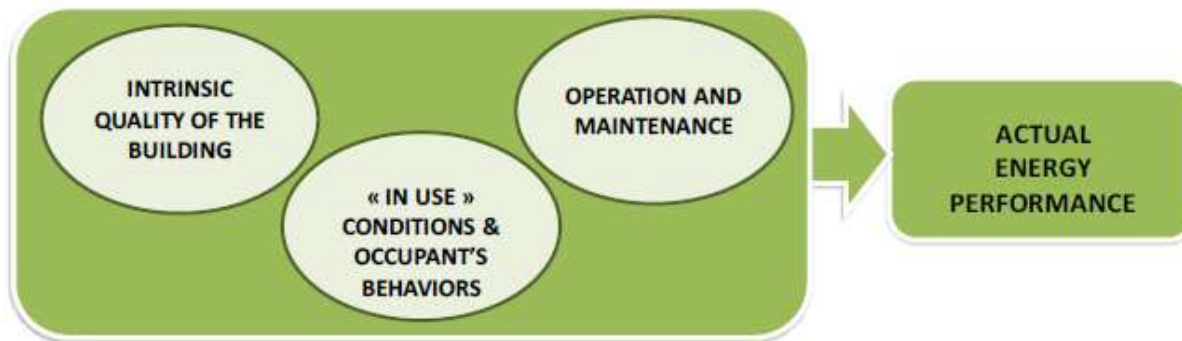 INTRINSIC
QUALITY OF THE
BUILDING
« IN USE »
CONDITIONS &
OCCUPANT'S
BEHAVIORS
OPERATION AND
MAINTENANCE
ACTUAL
ENERGY
PERFORMANCE